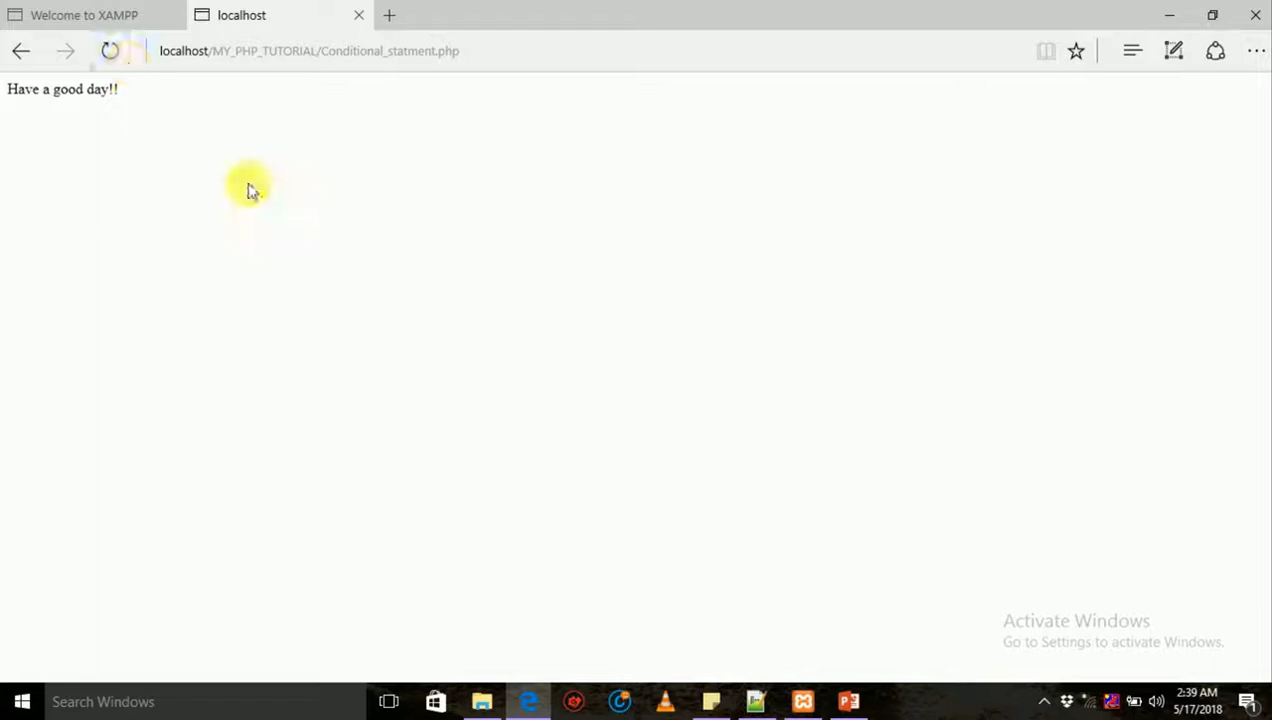 Welcome to XAMPP
localhost
localhost/MY_PHP_TUTORIAL/Conditional_statment.php
Have a good day!!
Activate Windows
Go to Settings to activate Windows.
Search Windows
2:39 AM
5/17/2018